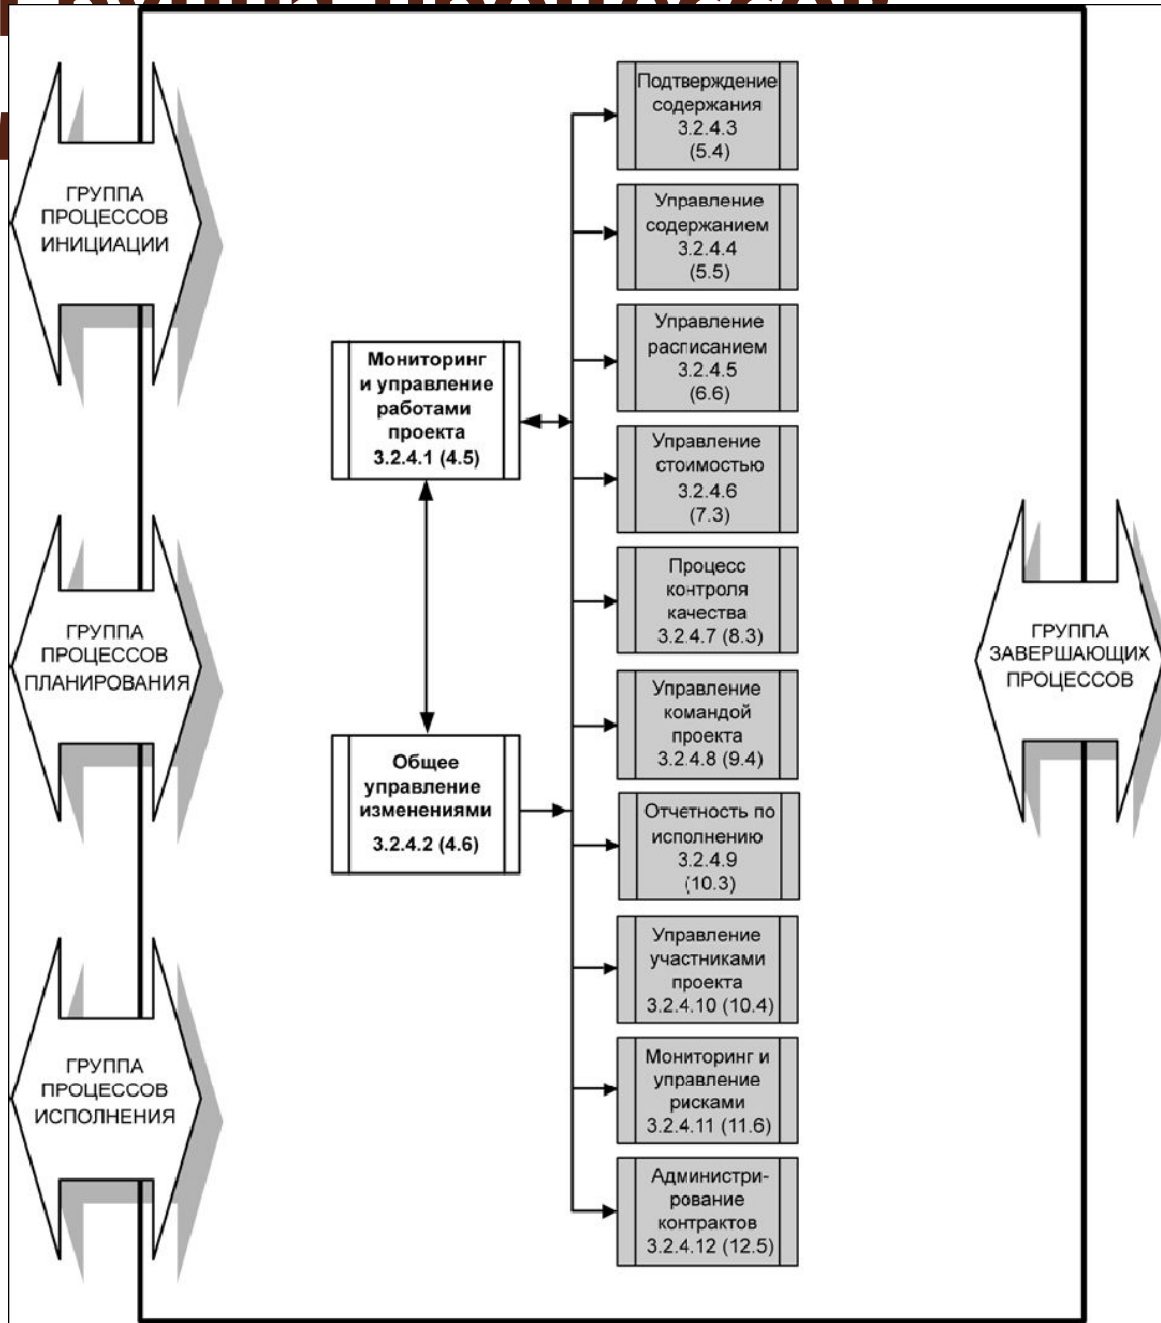 ГРУППА
ПРОЦЕССОВ
ИНИЦИАЦИИ
ГРУППА
ПРОЦЕССОВ
ПЛАНИРОВАНИЯ
ГРУППА
ПРОЦЕССОВ
ИСПОЛНЕНИЯ
Мониторинг
и управление
работами
проекта
3.2.4.1 (4.5)
Общее
управление
изменениями
3.2.4.2 (4.6)
Подтверждение
содержания
3.2.4.3
(5.4)
Управление
содержанием
3.2.4.4
(5.5)
Управление
расписанием
3.2.4.5
(6.6)
Управление
стоимостью
3.2.4.6
(7.3)
Процесс
контроля
качества
3.2.4.7 (8.3)
Управление
командой
проекта
3.2.4.8 (9.4)
Отчетность по
исполнению
3.2.4.9
(10.3)
Управление
участниками
проекта
3.2.4.10 (10.4)
Мониторинг и
управление
рисками
3.2.4.11 (11.6)
Администри-
рование
контрактов
3.2.4.12 (12.5)
ГРУППА
ЗАВЕРШАЮЩИХ
ПРОЦЕССОВ